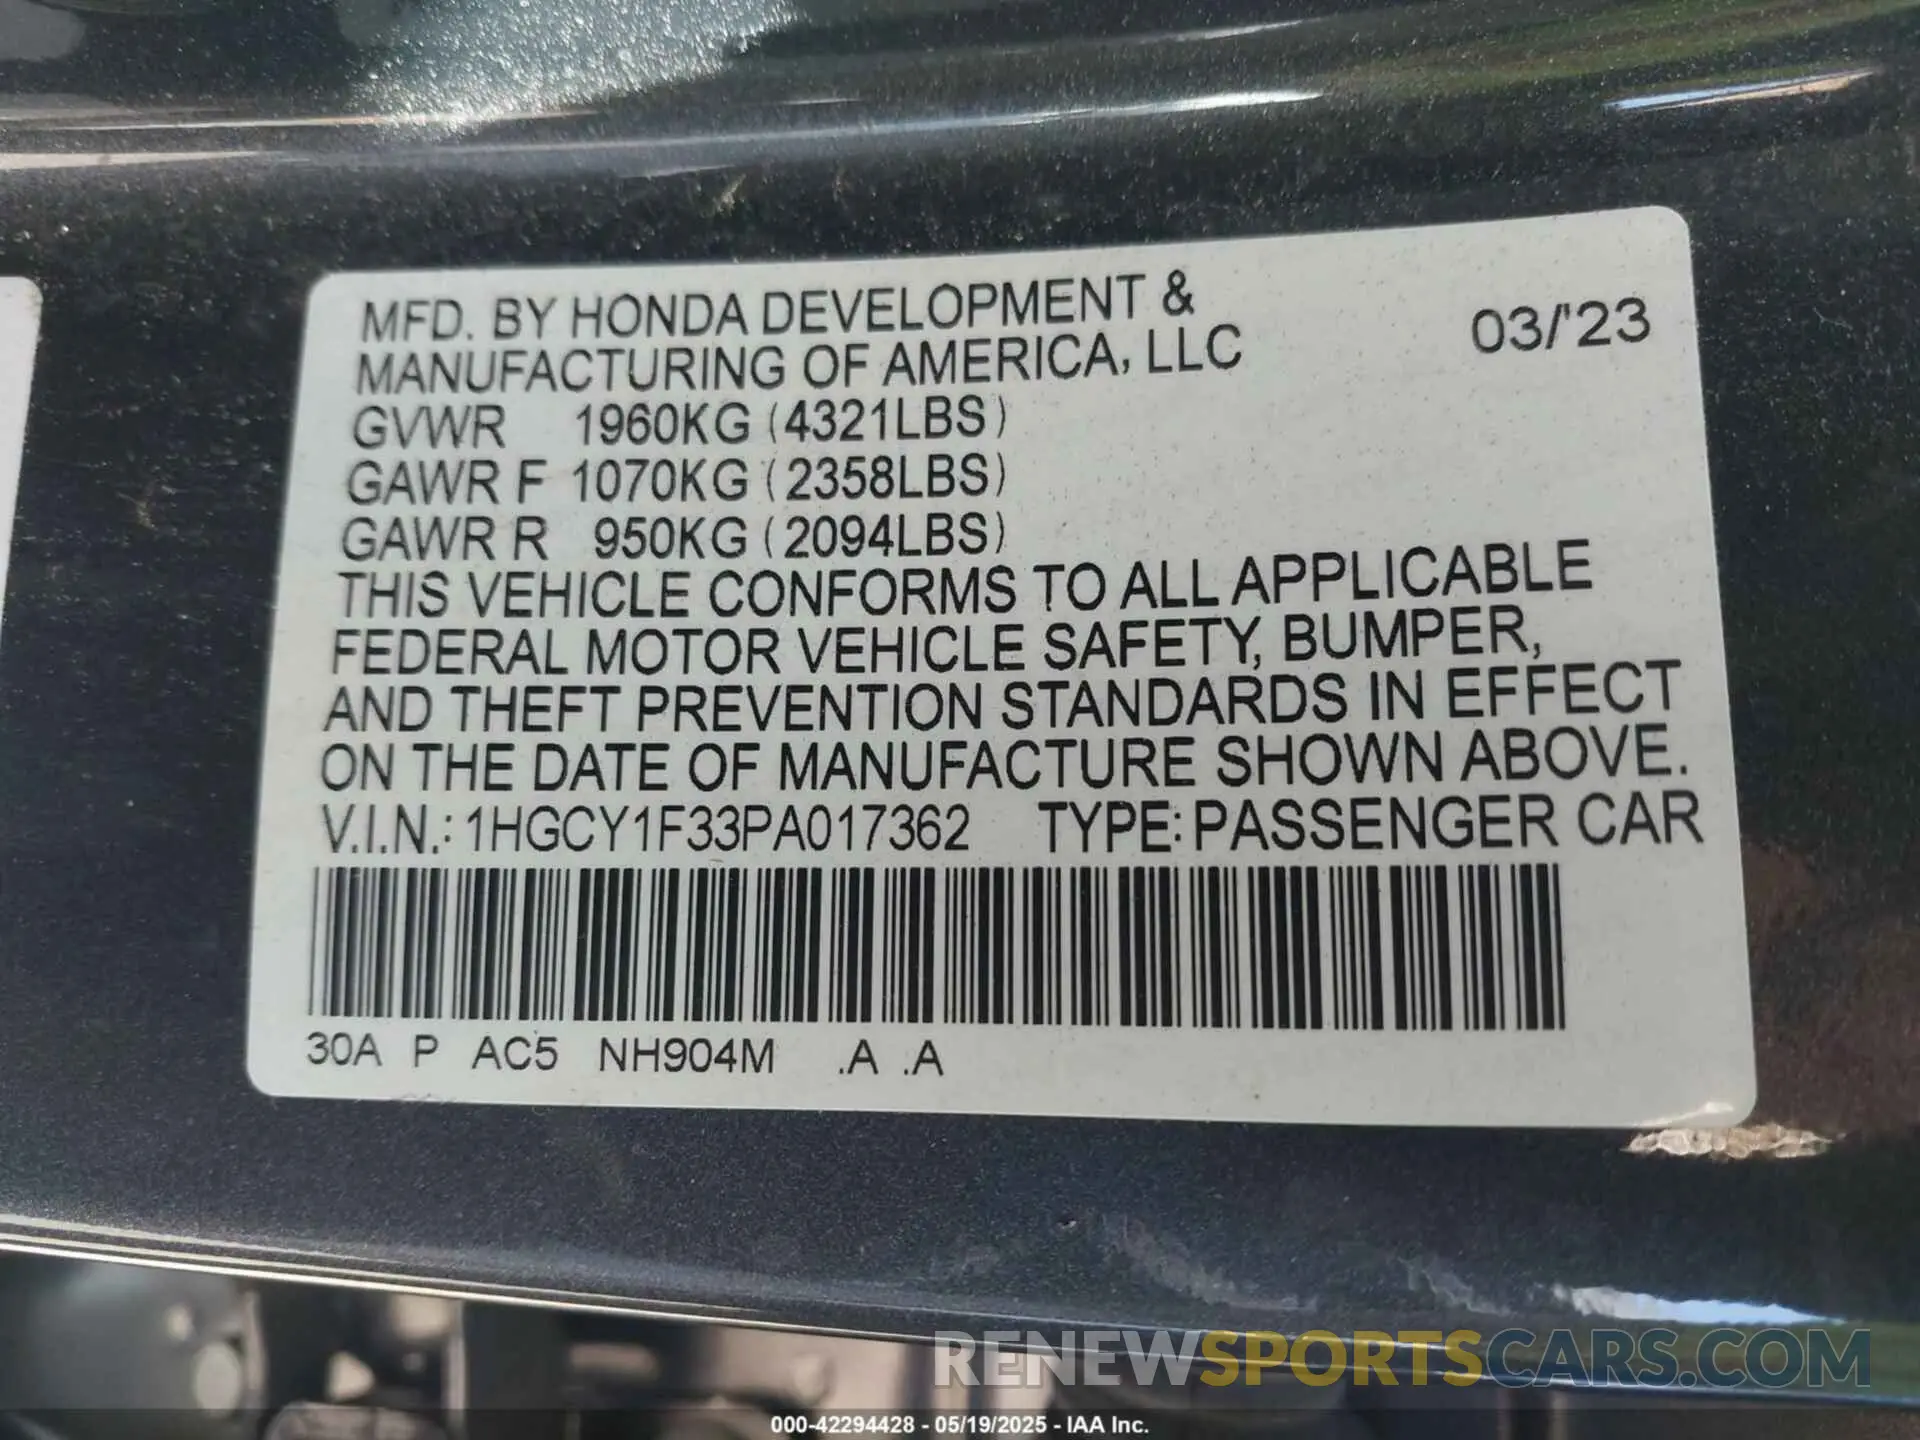 MFD. BY HONDA DEVELOPMENT &
MANUFACTURING OF AMERICA, LLC
03/'23
GVWR 1960KG (4321LBS)
GAWR F 1070KG (2358LBS)
GAWR R 950KG (2094LBS)
THIS VEHICLE CONFORMS TO ALL APPLICABLE
FEDERAL MOTOR VEHICLE SAFETY, BUMPER,
AND THEFT PREVENTION STANDARDS IN EFFECT
ON THE DATE OF MANUFACTURE SHOWN ABOVE.
V.I.N.: 1HGCY1F33PA017362 TYPE: PASSENGER CAR
30A P AC5 NH904M .A .A
RENEWSPORTSCARS.COM
000-42294428 - 05/19/2025 - IAA Inc.